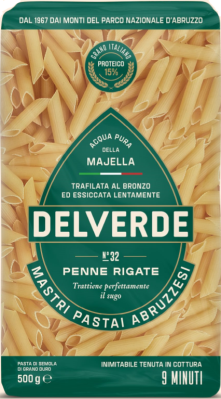 DAL 1967 DAI MONTI DEL PARCO NAZIONALE D'ABRUZZO
GRANO ITALIANO
PROTEICO
15%
ACQUA PURA
DELLA
MAJELLA
TRAFILATA AL BRONZO
ED ESSICCATA LENTAMENTE
DELVERDE
N°32
PENNE RIGATE
Trattiene perfettamente
il sugo
MASTRI PASTAI ABRUZZESI
PASTA DI SEMOLA
DI GRANO DURO
500g e
INIMITABILE TENUTA IN COTTURA
9 MINUTI